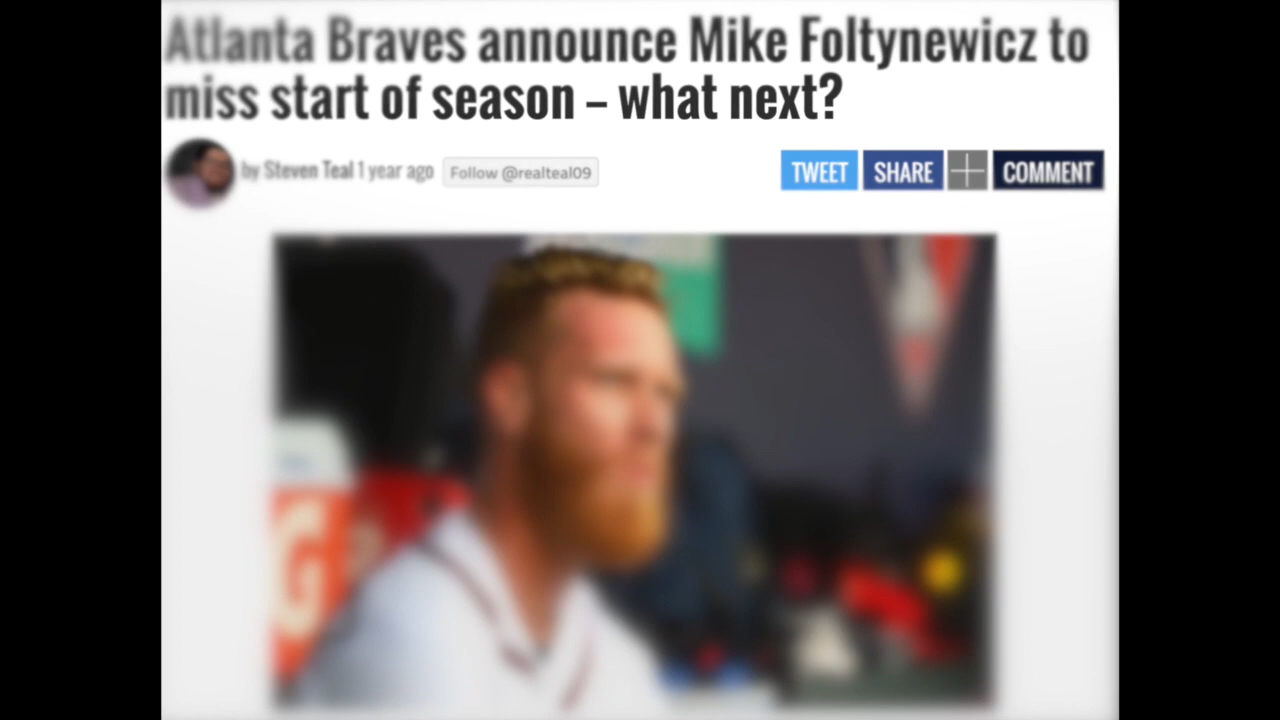 Atlanta Braves announce Mike Foltynewicz to
miss start of season – what next?
by Steven Teal 1 year ago
Follow @realteal09
TWEET
SHARE
COMMENT
G